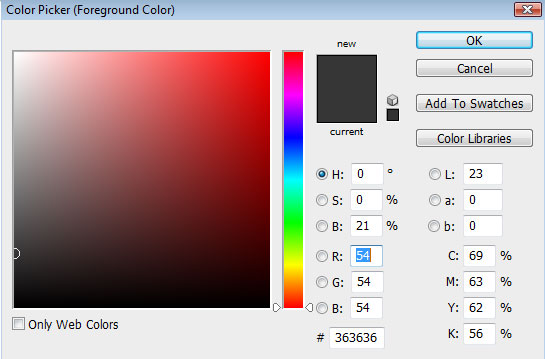 Color Picker (Foreground Color)
new
current
OK
Cancel
Add To Swatches
Color Libraries
H: 0 °
L: 23
S: 0 %
a: 0
B: 21 %
b: 0
R: 54
C: 69 %
G: 54
M: 63 %
B: 54
Y: 62 %
# 363636
K: 56 %
Only Web Colors